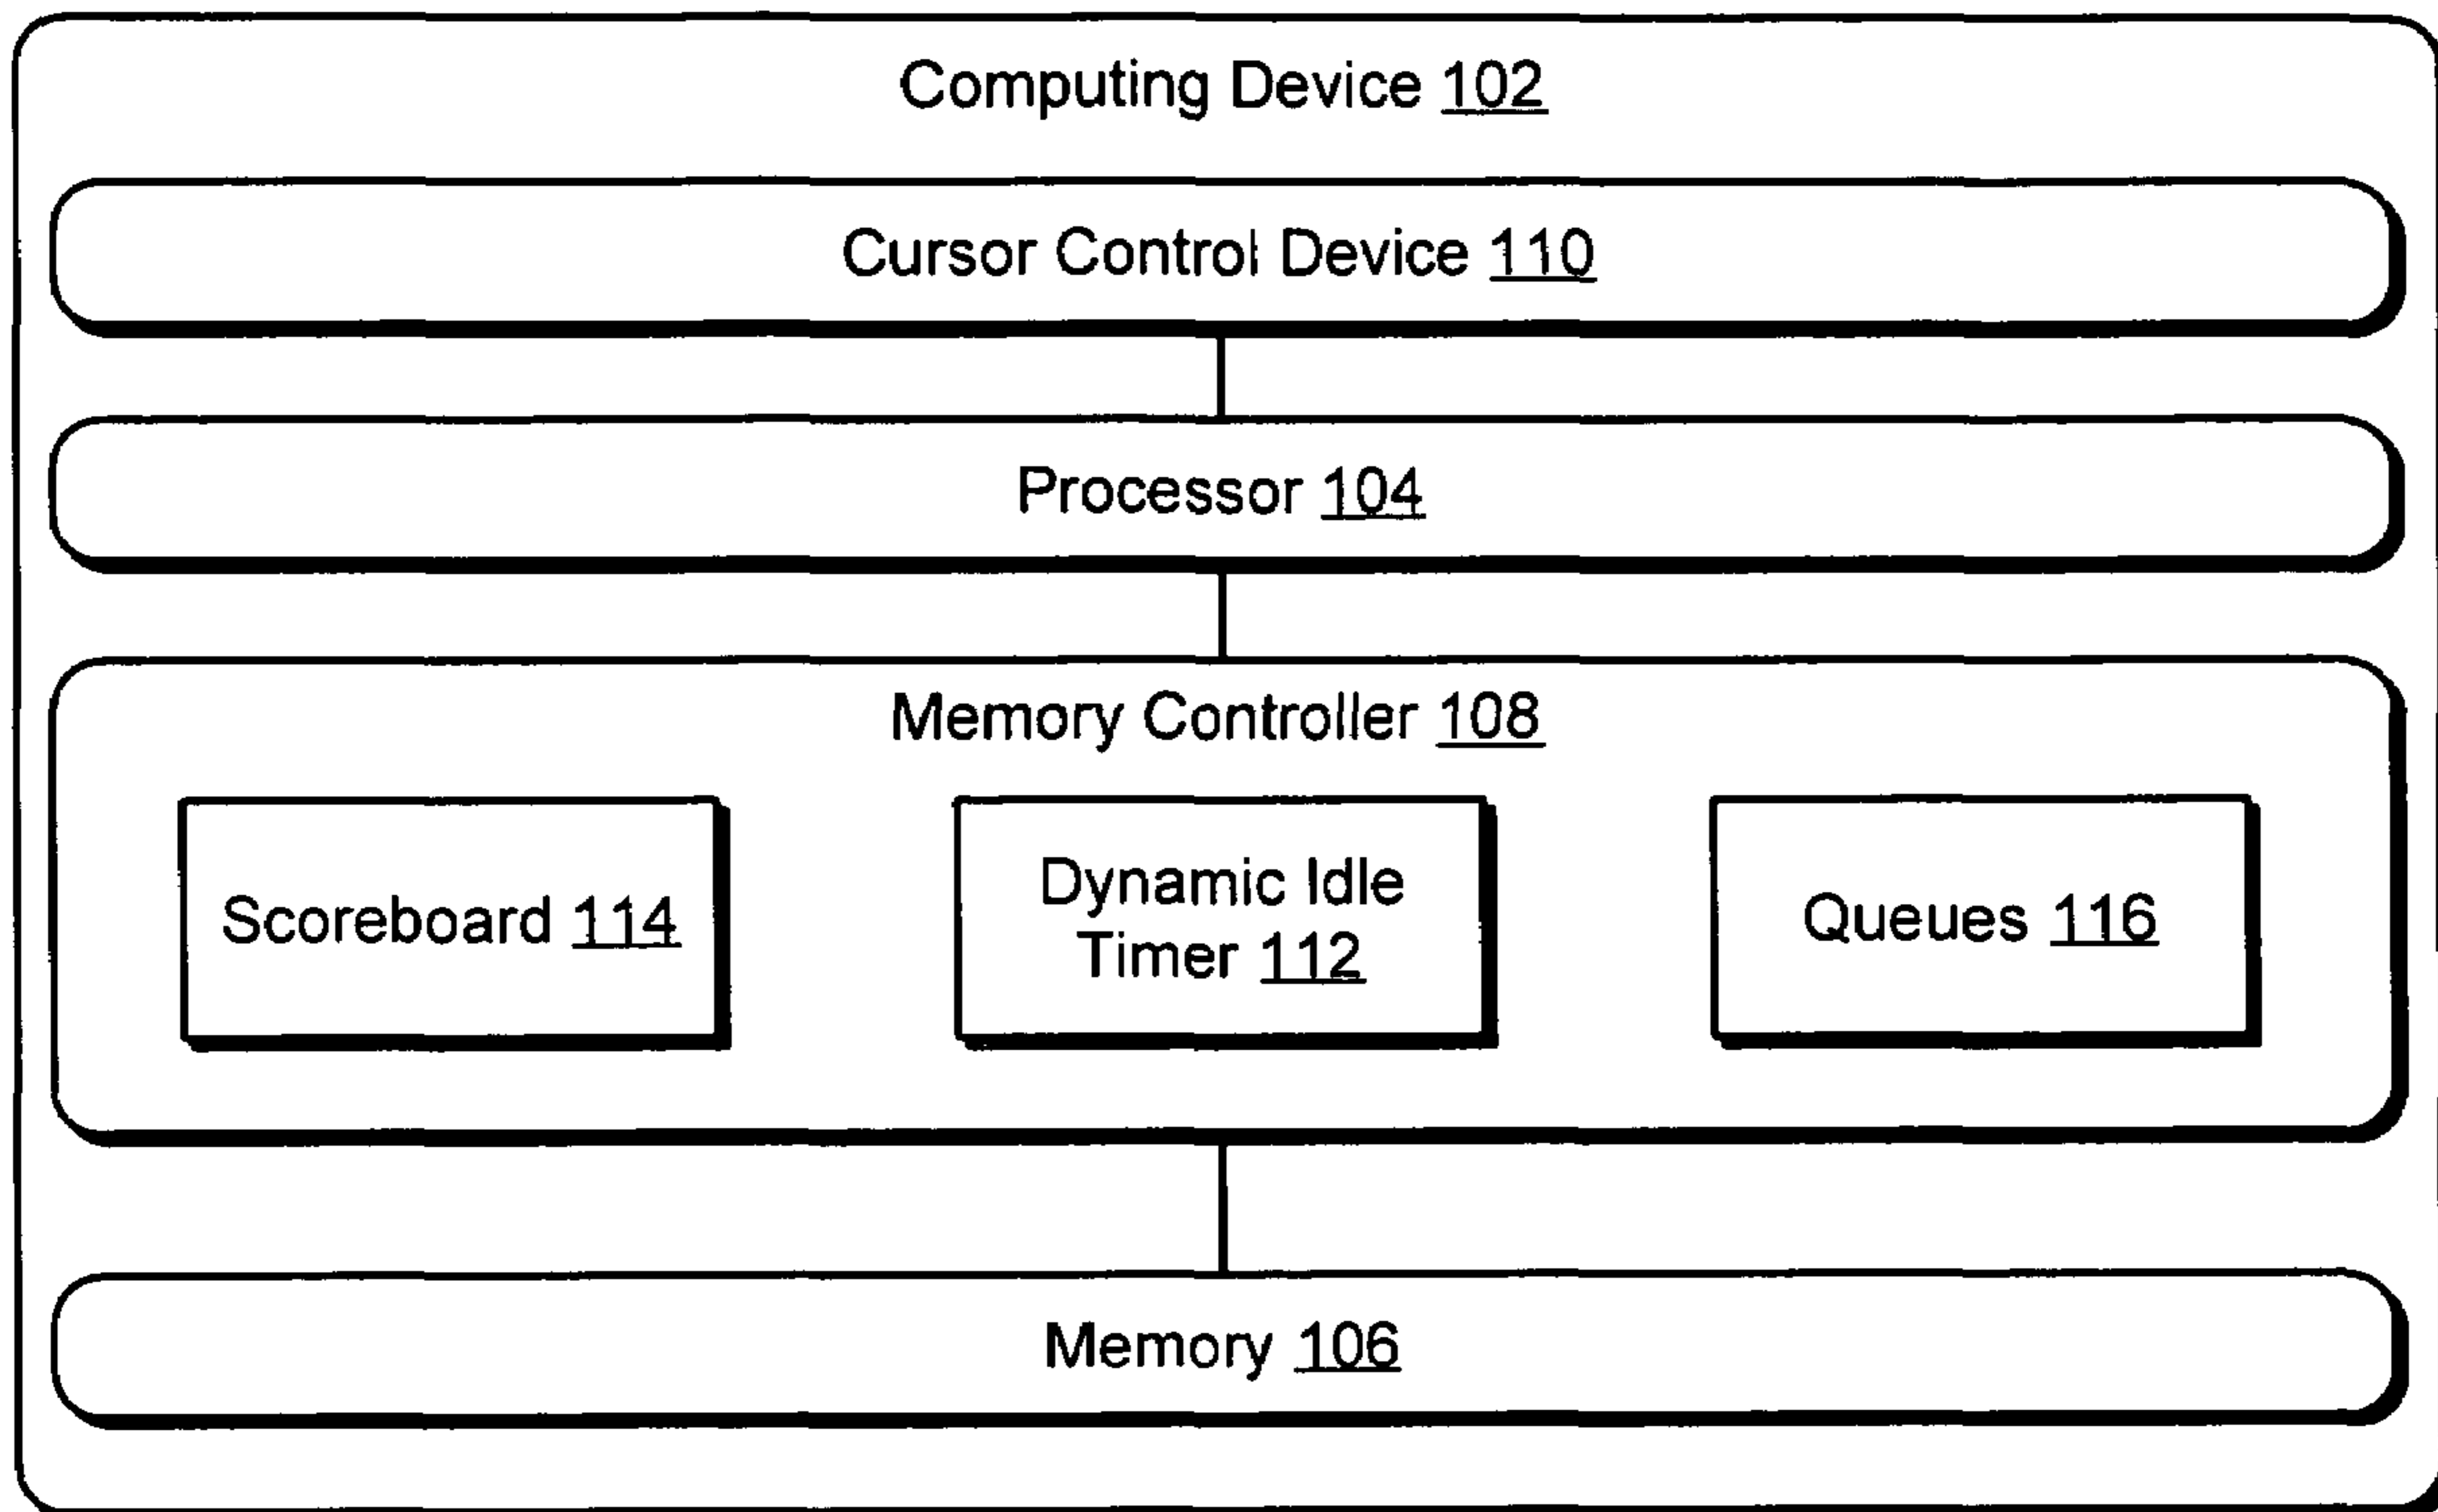 Computing Device 102
Cursor Control Device 110
Processor 104
Memory Controller 108
Scoreboard 114
Dynamic Idle
Timer 112
Queues 116
Memory 106